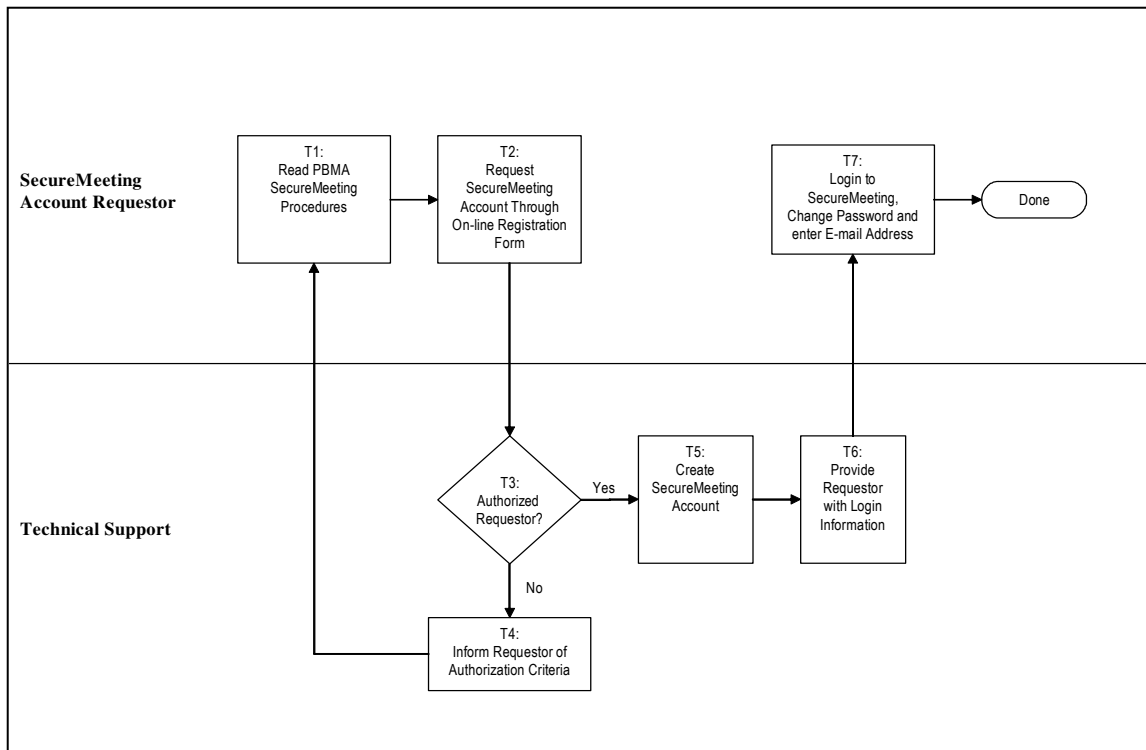 SecureMeeting
Account Requestor
T1:
Read PBMA
SecureMeeting
Procedures
T2:
Request
SecureMeeting
Account Through
On-line Registration
Form
T7:
Login to
SecureMeeting,
Change Password and
enter E-mail Address
Done
Technical Support
T3:
Authorized
Requestor?
Yes
No
T4:
Inform Requestor of
Authorization Criteria
T5:
Create
SecureMeeting
Account
T6:
Provide
Requestor
with Login
Information